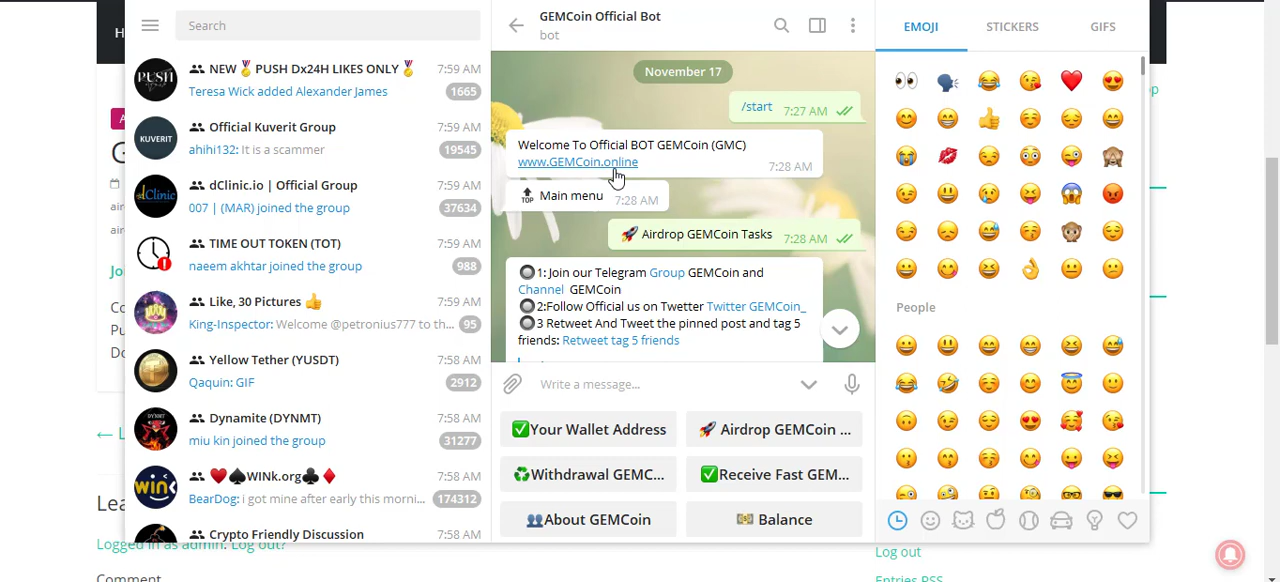 Search
NEW 🥇 PUSH Dx24H LIKES ONLY 🥇 7:59 AM
Teresa Wick added Alexander James 1665
PUSH
Official Kuverit Group 7:59 AM
ahihi132: It is a scammer 19545
KUVERIT
dClinic.io | Official Group 7:59 AM
007 | (MAR) joined the group 37634
dClinic
TIME OUT TOKEN (TOT) 7:59 AM
naeem akhtar joined the group 988
Like, 30 Pictures 👍 7:59 AM
King-Inspector: Welcome @petronius777 to th... 95
Yellow Tether (YUSDT) 7:58 AM
Qaquin: GIF 2912
Dynamite (DYNMT) 7:58 AM
miu kin joined the group 31277
DYNMT
♥️♠️WINk.org♣️♦️ 7:58 AM
BearDog: i got mine after early this morni... 174312
wink
Crypto Friendly Discussion 7:58 AM
GEMCoin Official Bot
bot
November 17
/start 7:27 AM
Welcome To Official BOT GEMCoin (GMC)
www.GEMCoin.online 7:28 AM
🔝 Main menu 7:28 AM
🚀 Airdrop GEMCoin Tasks 7:28 AM
🔘1: Join our Telegram Group GEMCoin and
Channel GEMCoin
🔘2:Follow Official us on Twetter Twitter GEMCoin_
🔘3 Retweet And Tweet the pinned post and tag 5
friends: Retweet tag 5 friends
Write a message...
✅Your Wallet Address
🚀 Airdrop GEMCoin ...
♻️Withdrawal GEMC...
✅Receive Fast GEM...
👥About GEMCoin
💵 Balance
EMOJI STICKERS GIFS
People
Logged in as admin. Log out?
Comment
Log out
Entries RSS